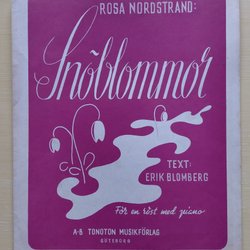 ROSA NORDSTRAND:
Snöblommor
TEXT:
ERIK BLOMBERG
För en röst med piano
A-B TONOTON MUSIKFÖRLAG
GÖTEBORG